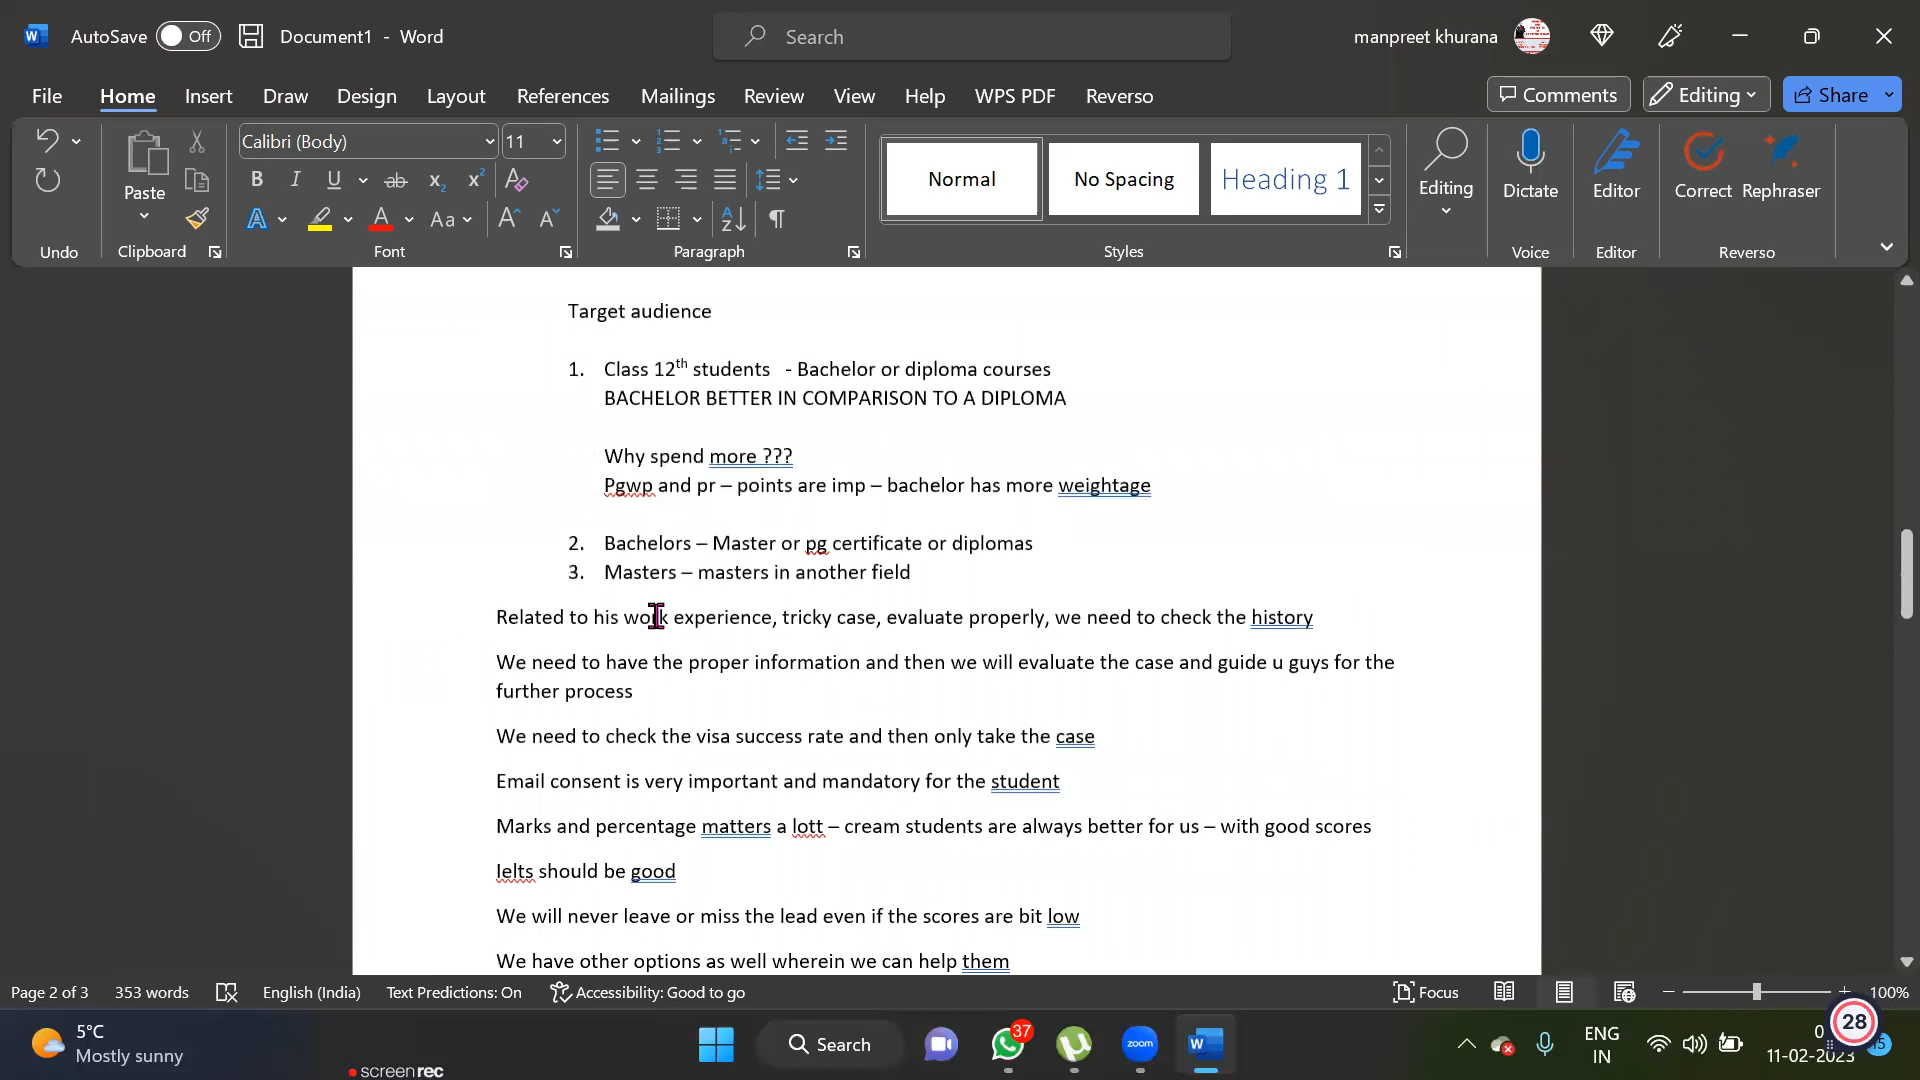 AutoSave Off Document1 - Word Search manpreet khurana
File Home Insert Draw Design Layout References Mailings Review View Help WPS PDF Reverso Comments Editing Share
Calibri (Body) 11
Paste
Normal No Spacing Heading 1
Editing Dictate Editor Correct Rephraser
Undo Clipboard Font Paragraph Styles Voice Editor Reverso
Target audience
1. Class 12th students - Bachelor or diploma courses
BACHELOR BETTER IN COMPARISON TO A DIPLOMA
Why spend more ???
Pgwp and pr – points are imp – bachelor has more weightage
2. Bachelors – Master or pg certificate or diplomas
3. Masters – masters in another field
Related to his work experience, tricky case, evaluate properly, we need to check the history
We need to have the proper information and then we will evaluate the case and guide u guys for the
further process
We need to check the visa success rate and then only take the case
Email consent is very important and mandatory for the student
Marks and percentage matters a lott – cream students are always better for us – with good scores
Ielts should be good
We will never leave or miss the lead even if the scores are bit low
We have other options as well wherein we can help them
Page 2 of 3 353 words English (India) Text Predictions: On Accessibility: Good to go Focus 100%
5°C
Mostly sunny
Search
37
zoom
ENG
IN
28
11-02-2023
screenrec